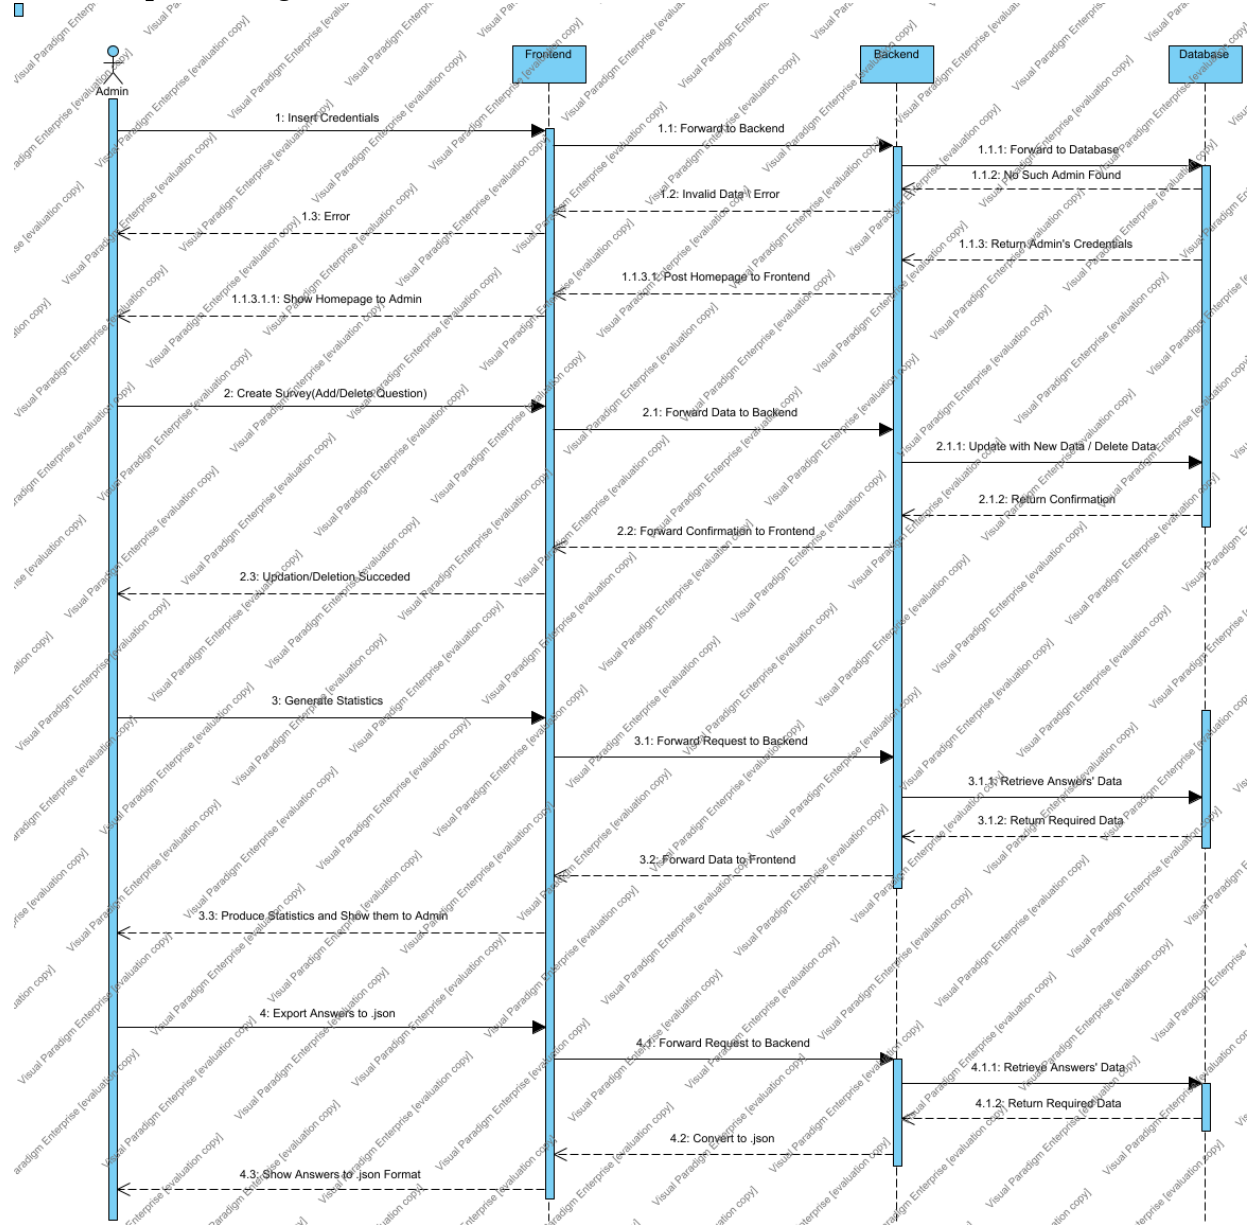 Admin
Frontend
Backend
Database
1: Insert Credentials
1.1: Forward to Backend
1.1.1: Forward to Database
1.1.2: No Such Admin Found
1.2: Invalid Data / Error
1.3: Error
1.1.3: Return Admin's Credentials
1.1.3.1: Post Homepage to Frontend
1.1.3.1.1: Show Homepage to Admin
2: Create Survey(Add/Delete Question)
2.1: Forward Data to Backend
2.1.1: Update with New Data / Delete Data
2.1.2: Return Confirmation
2.2: Forward Confirmation to Frontend
2.3: Updation/Deletion Succeded
3: Generate Statistics
3.1: Forward Request to Backend
3.1.1: Retrieve Answers' Data
3.1.2: Return Required Data
3.2: Forward Data to Frontend
3.3: Produce Statistics and Show them to Admin
4: Export Answers to .json
4.1: Forward Request to Backend
4.1.1: Retrieve Answers' Data
4.1.2: Return Required Data
4.2: Convert to .json
4.3: Show Answers to .json Format
Visual Paradigm Enterprise [evaluation copy]